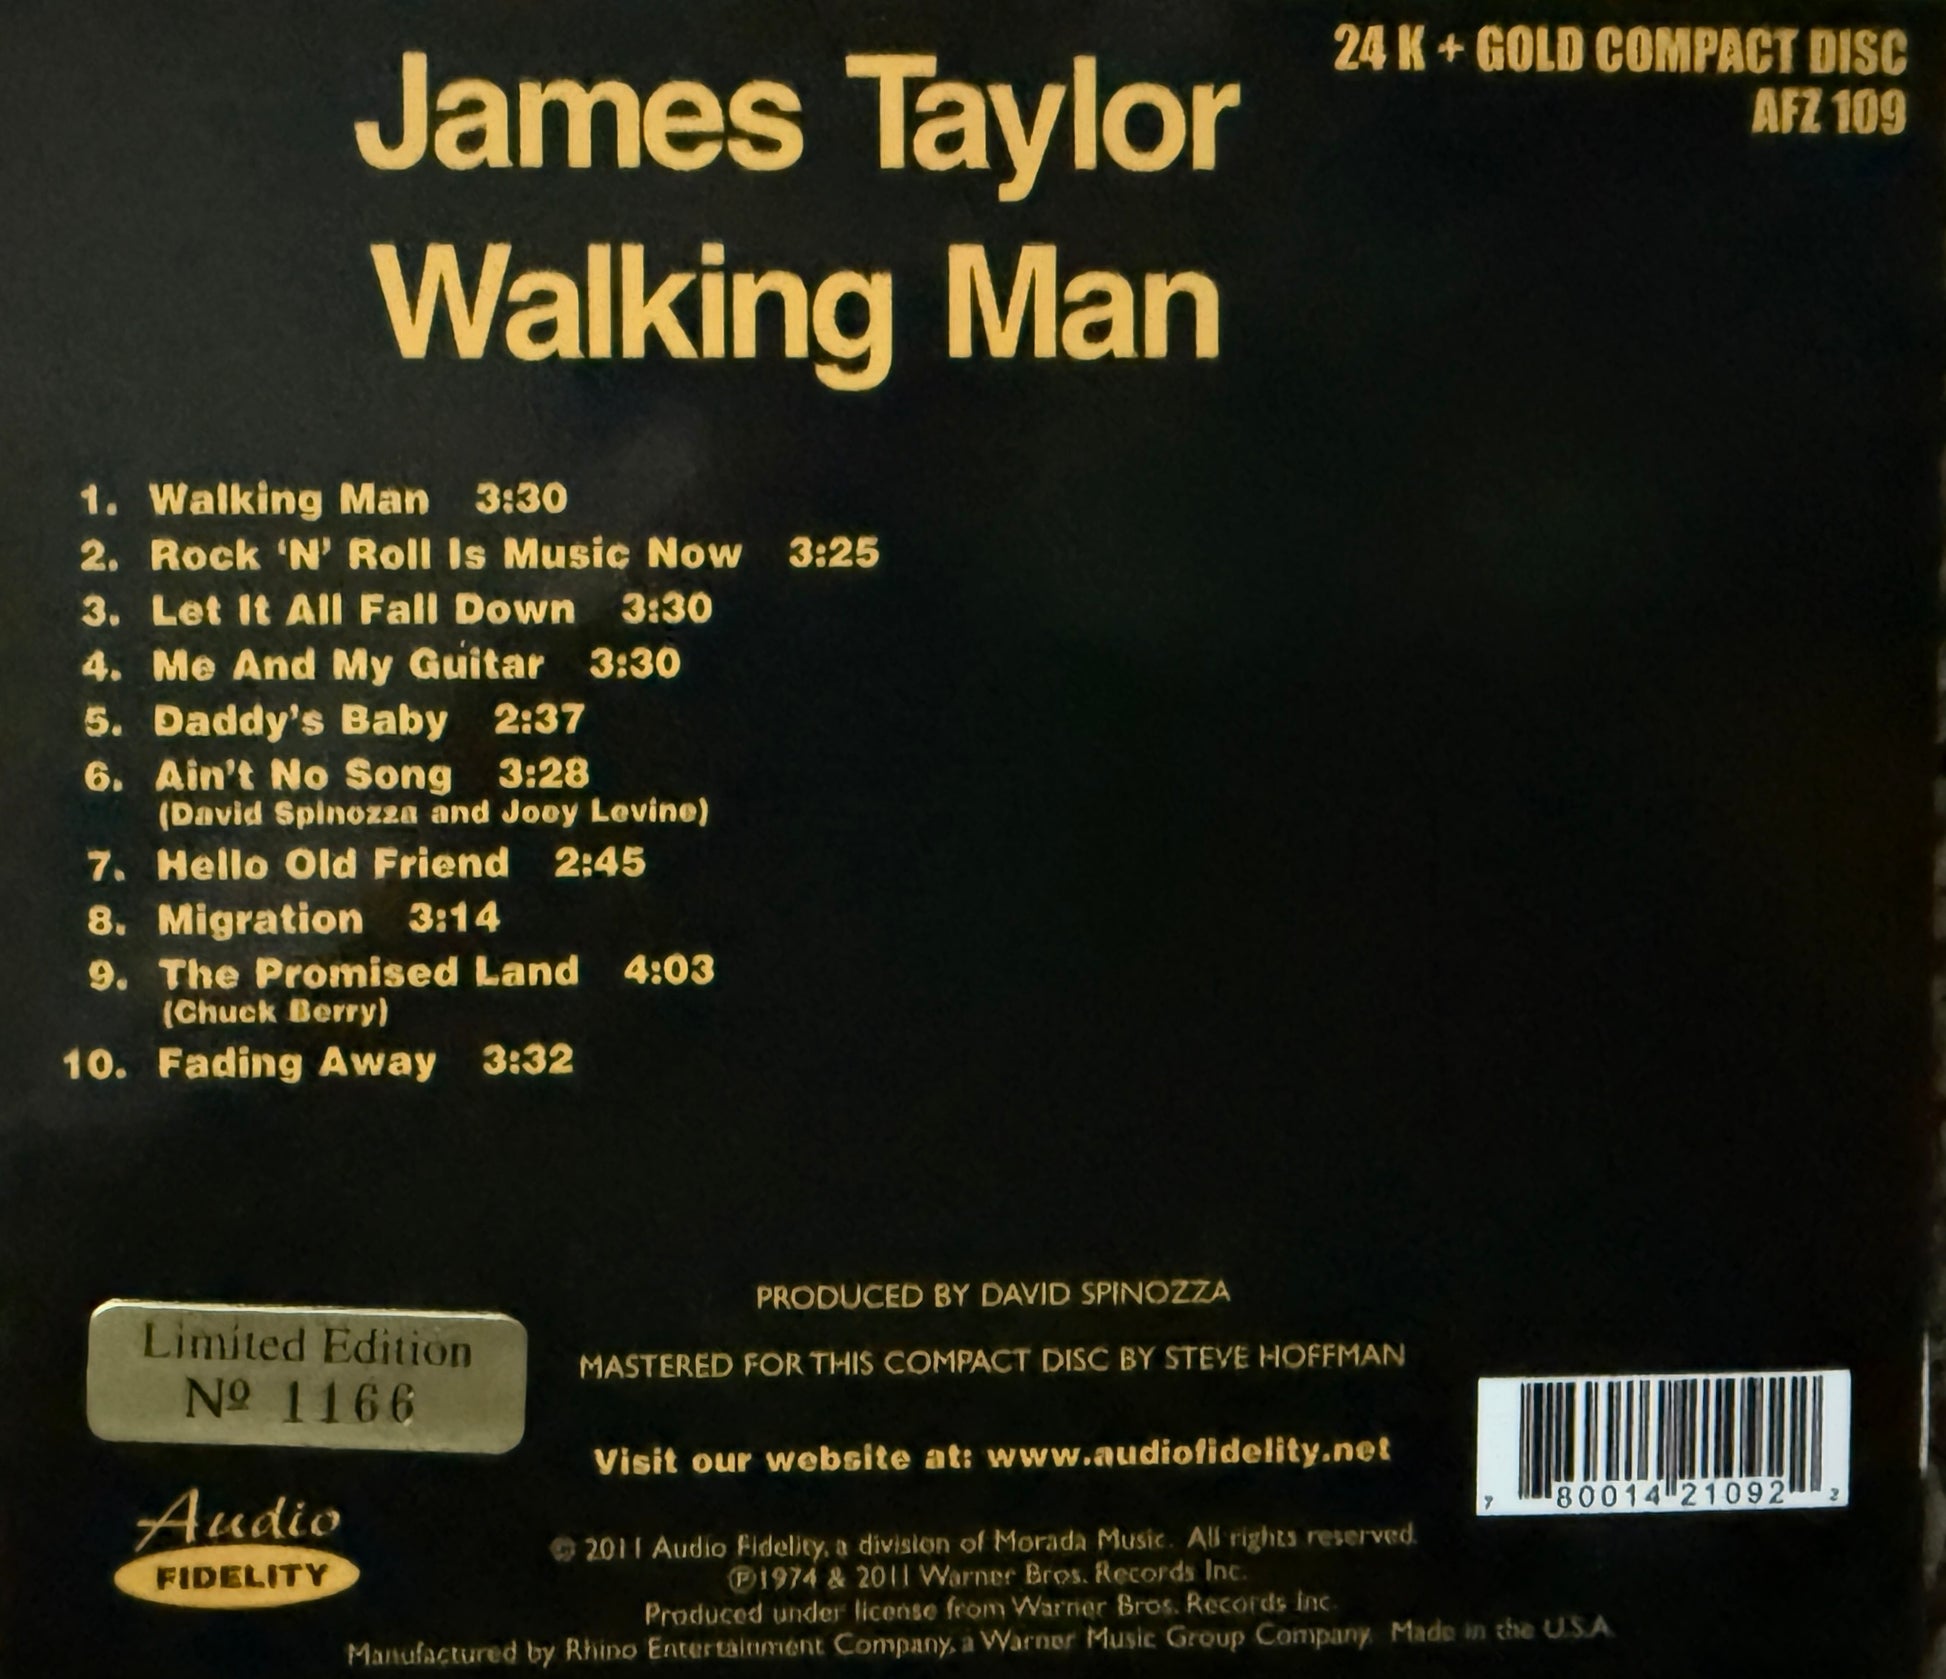 24 K + GOLD COMPACT DISC
AFZ 109
James Taylor
Walking Man
1. Walking Man 3:30
2. Rock ‘N’ Roll Is Music Now 3:25
3. Let It All Fall Down 3:30
4. Me And My Guitar 3:30
5. Daddy’s Baby 2:37
6. Ain't No Song 3:28
(David Spinozza and Joey Levine)
7. Hello Old Friend 2:45
8. Migration 3:14
9. The Promised Land 4:03
(Chuck Berry)
10. Fading Away 3:32
PRODUCED BY DAVID SPINOZZA
MASTERED FOR THIS COMPACT DISC BY STEVE HOFFMAN
Limited Edition
Nº 1166
Visit our website at: www.audiofidelity.net
7 80014 21092 2
Audio
FIDELITY
© 2011 Audio Fidelity, a division of Morada Music. All rights reserved.
℗1974 & 2011 Warner Bros. Records Inc.
Produced under license from Warner Bros. Records Inc.
Manufactured by Rhino Entertainment Company, a Warner Music Group Company. Made in the U.S.A.